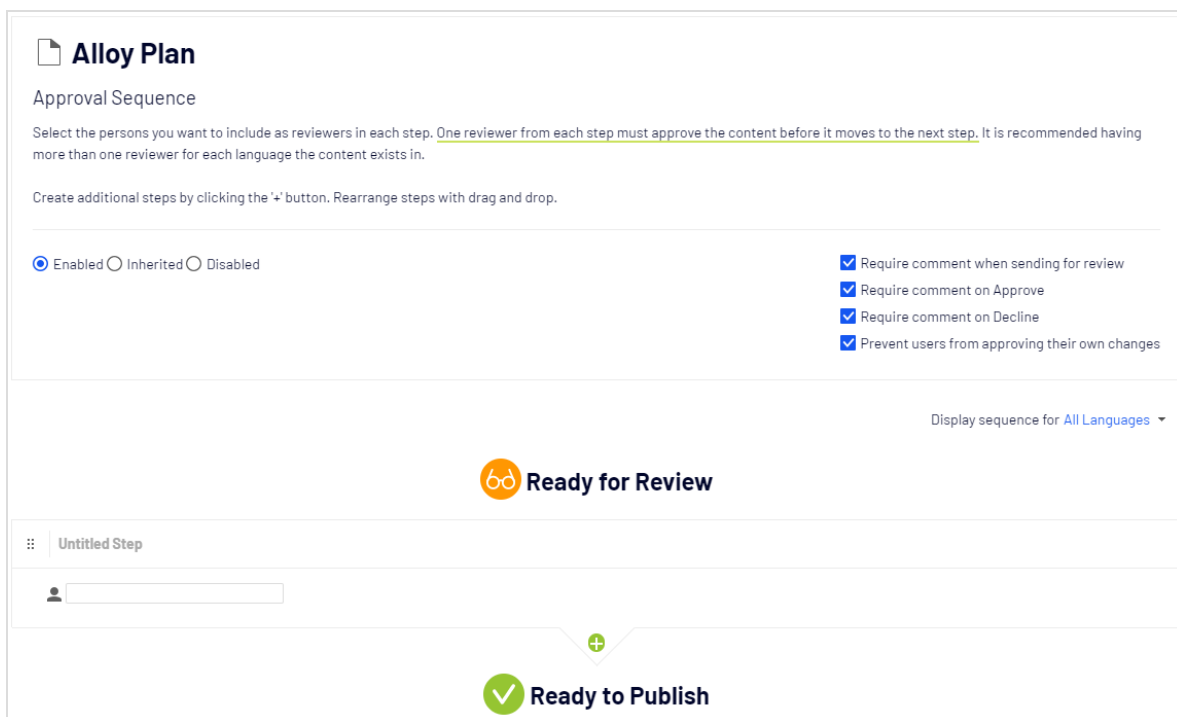 Alloy Plan
Approval Sequence
Select the persons you want to include as reviewers in each step. One reviewer from each step must approve the content before it moves to the next step. It is recommended having
more than one reviewer for each language the content exists in.
Create additional steps by clicking the '+' button. Rearrange steps with drag and drop.
Enabled Inherited Disabled
Require comment when sending for review
Require comment on Approve
Require comment on Decline
Prevent users from approving their own changes
Display sequence for All Languages
Ready for Review
Untitled Step
Ready to Publish